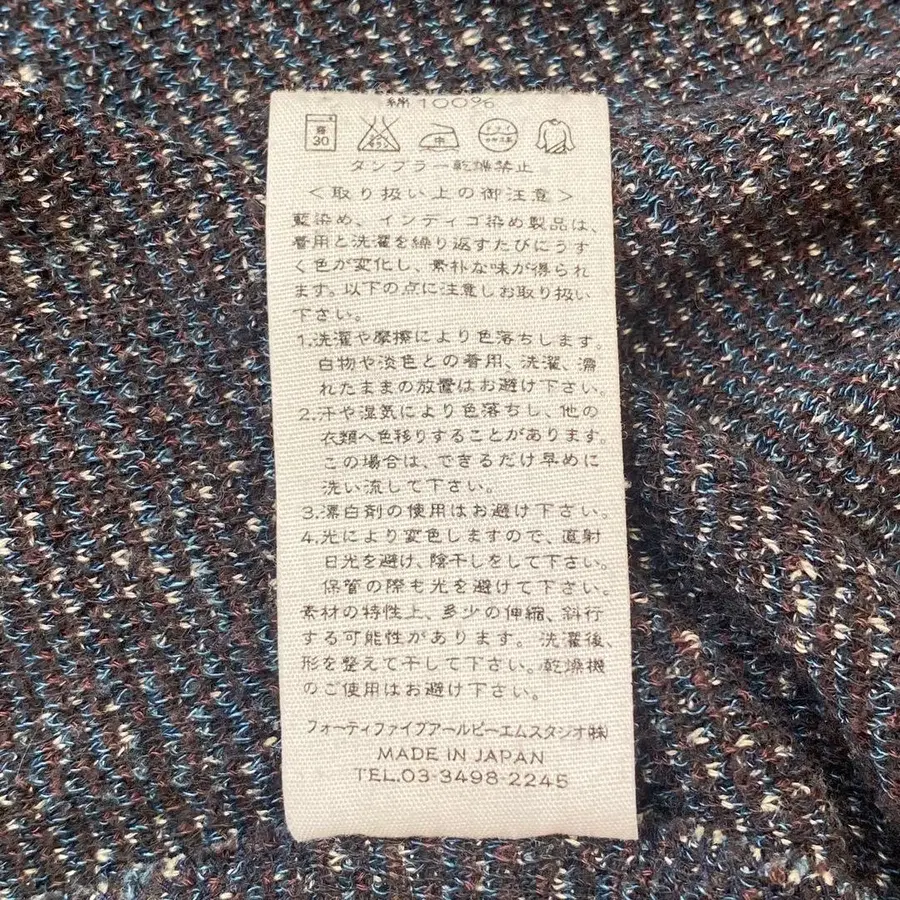 綿 100%
弱
30
中
タンブラー乾燥禁止
<取り扱い上の御注意>
藍染め、インディゴ染め製品は、
着用と洗濯を繰り返すたびにうす
く色が変化し、素朴な味が得られ
ます。以下の点に注意しお取り扱い
下さい。
1.洗濯や摩擦により色落ちします。
白物や淡色との着用、洗濯、濡
れたままの放置はお避け下さい。
2.汗や湿気により色落ちし、他の
衣類へ色移りすることがあります。
この場合は、できるだけ早めに
洗い流して下さい。
3.漂白剤の使用はお避け下さい。
4.光により変色しますので、直射
日光を避け、陰干しをして下さい。
保管の際も光を避けて下さい。
素材の特性上、多少の伸縮、斜行
する可能性があります。洗濯後、
形を整えて干して下さい。乾燥機
のご使用はお避け下さい。
フォーティファイブアールピーエムスタジオ㈱
MADE IN JAPAN
TEL.03-3498-2245